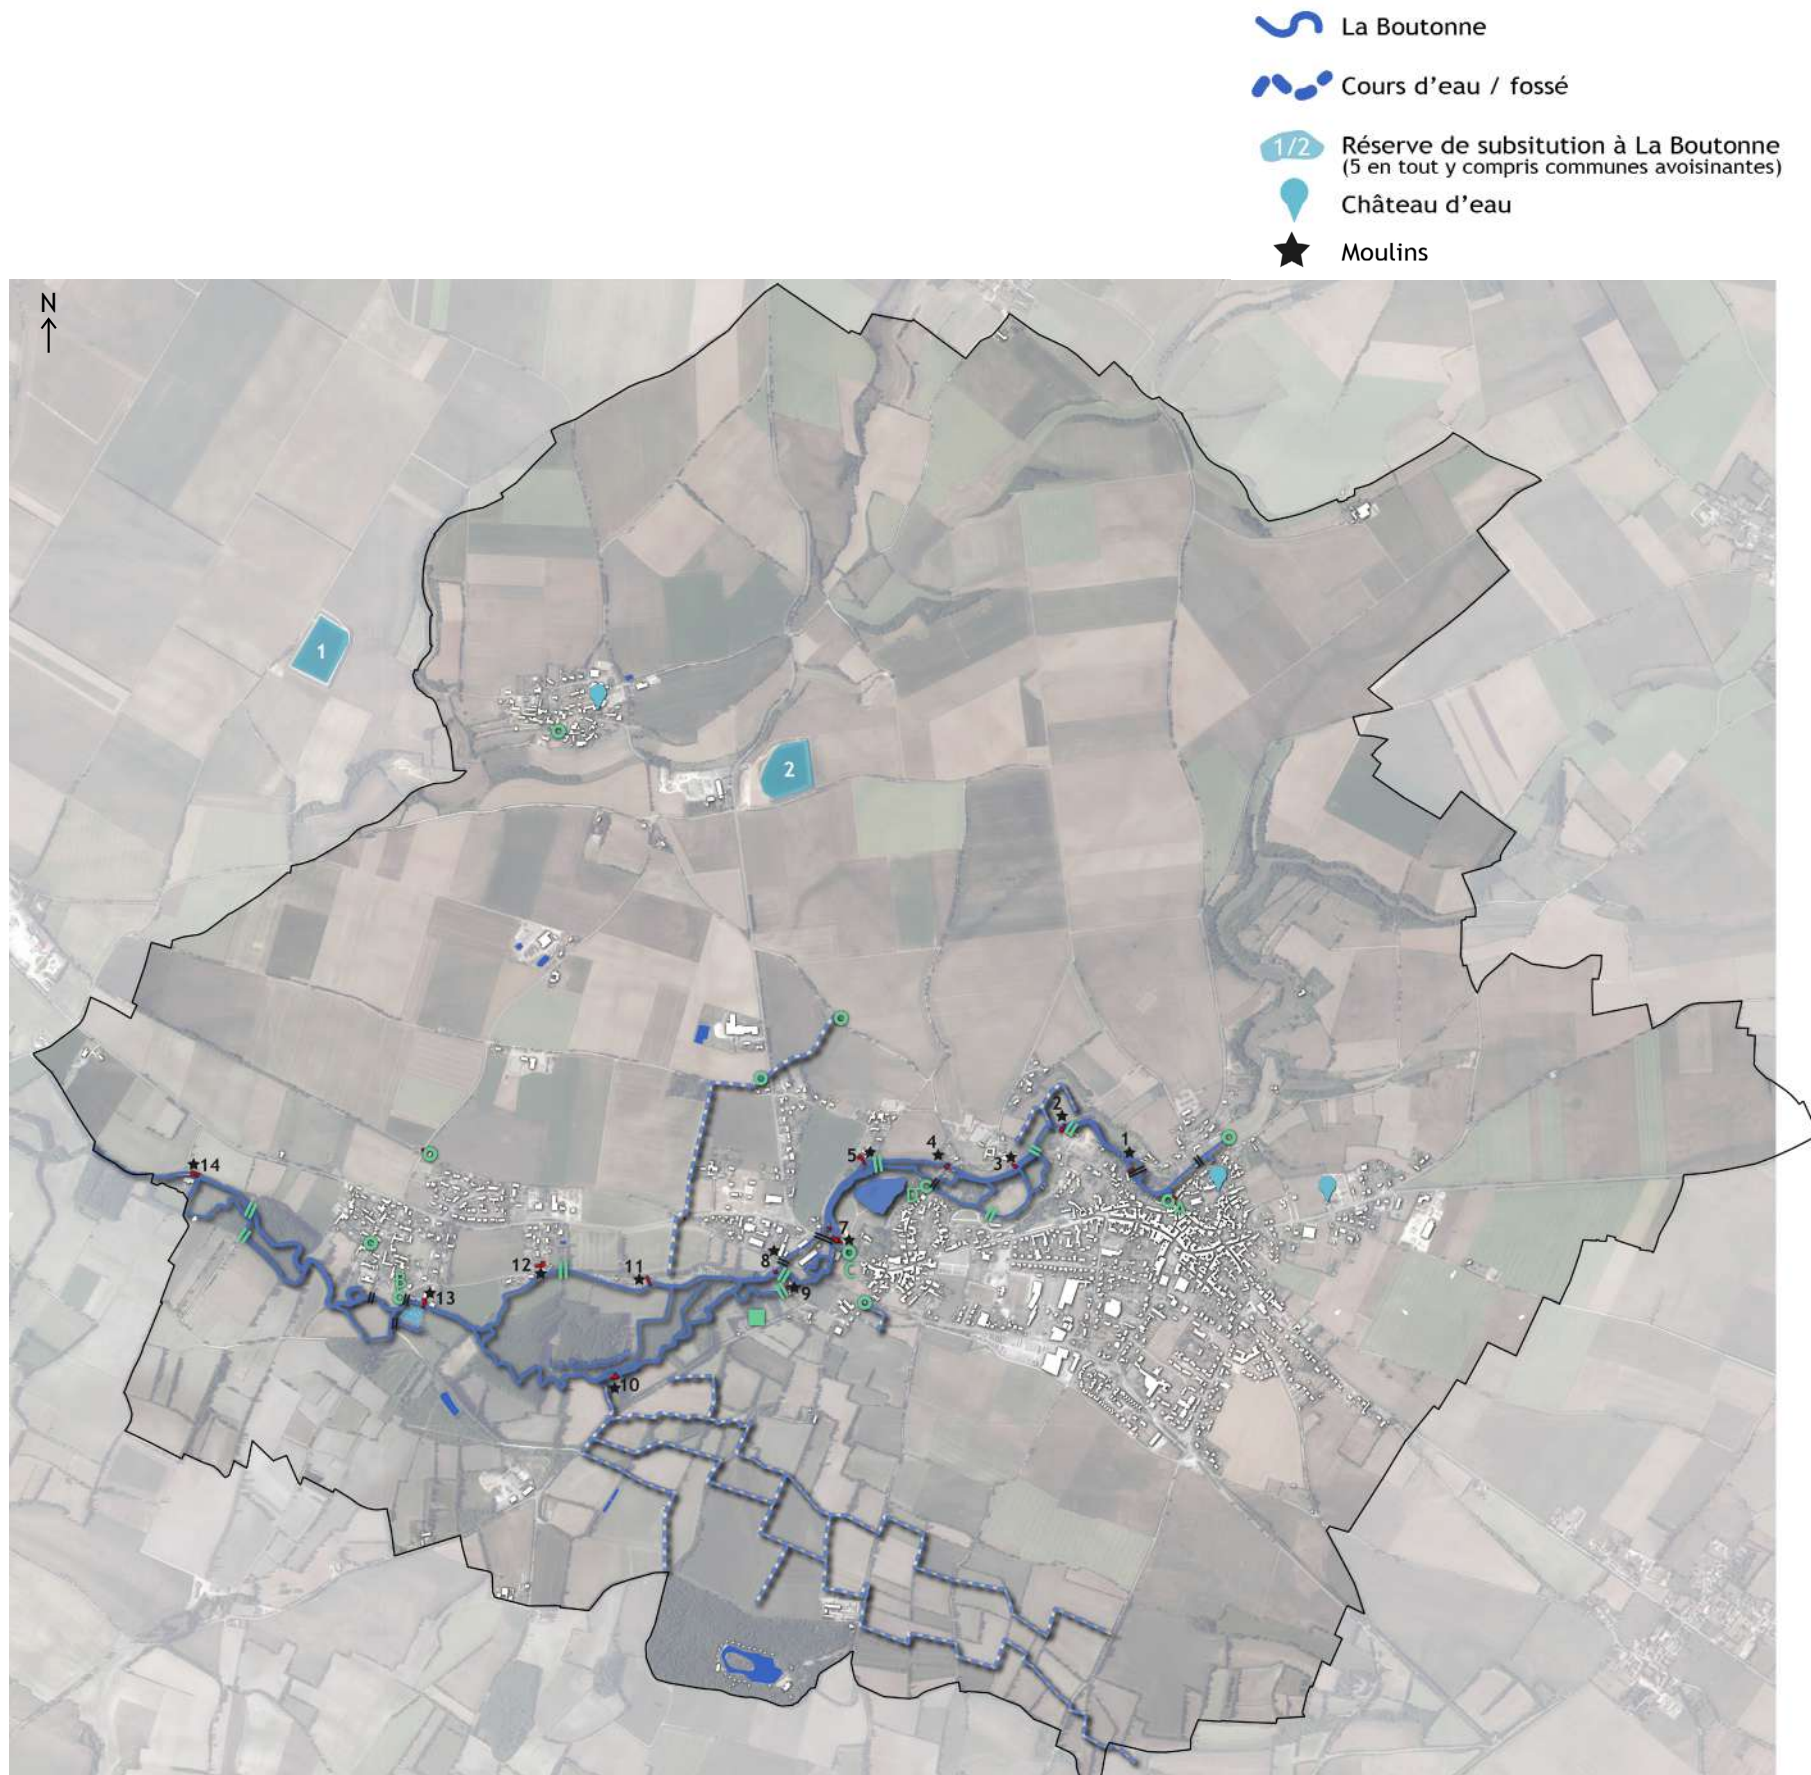 La Boutonne
Cours d'eau / fossé
1/2
Réserve de subsitution à La Boutonne
(5 en tout y compris communes avoisinantes)
Château d'eau
Moulins
N
1
2
2
1
4
5
3
14
D
A
7
8
C
12
11
9
B
13
10